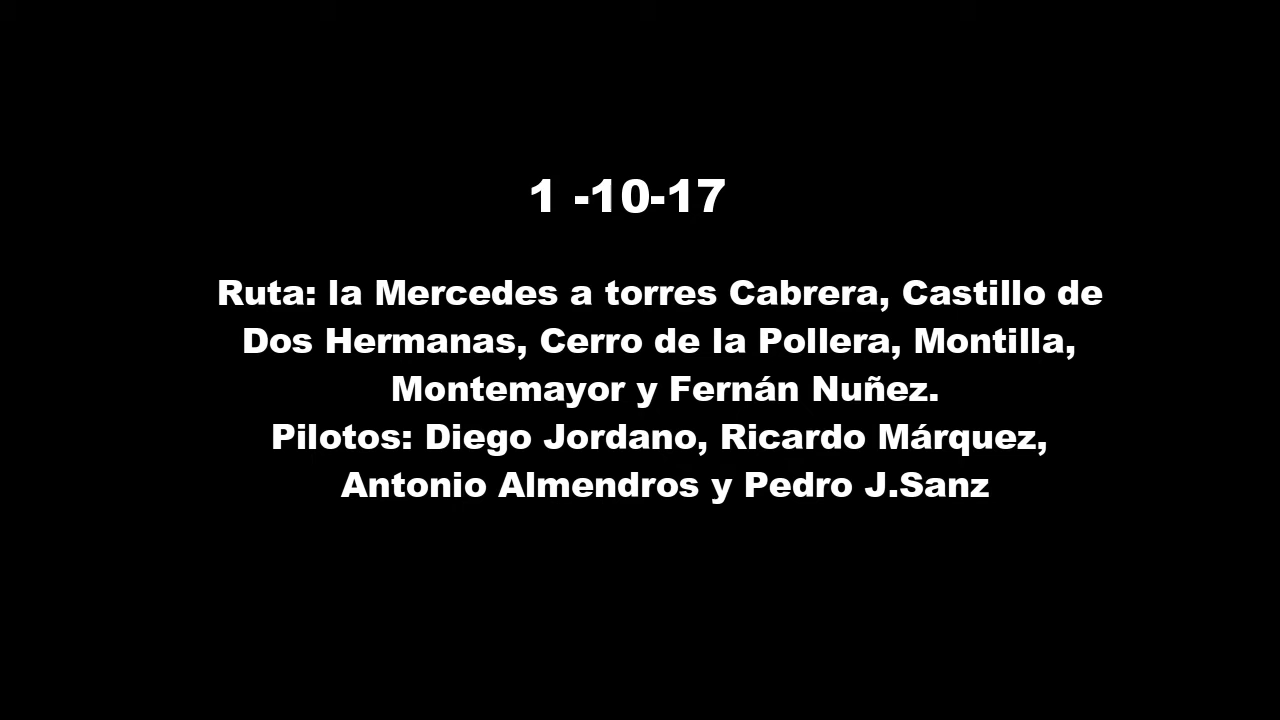 1 -10-17
Ruta: la Mercedes a torres Cabrera, Castillo de
Dos Hermanas, Cerro de la Pollera, Montilla,
Montemayor y Fernán Nuñez.
Pilotos: Diego Jordano, Ricardo Márquez,
Antonio Almendros y Pedro J.Sanz